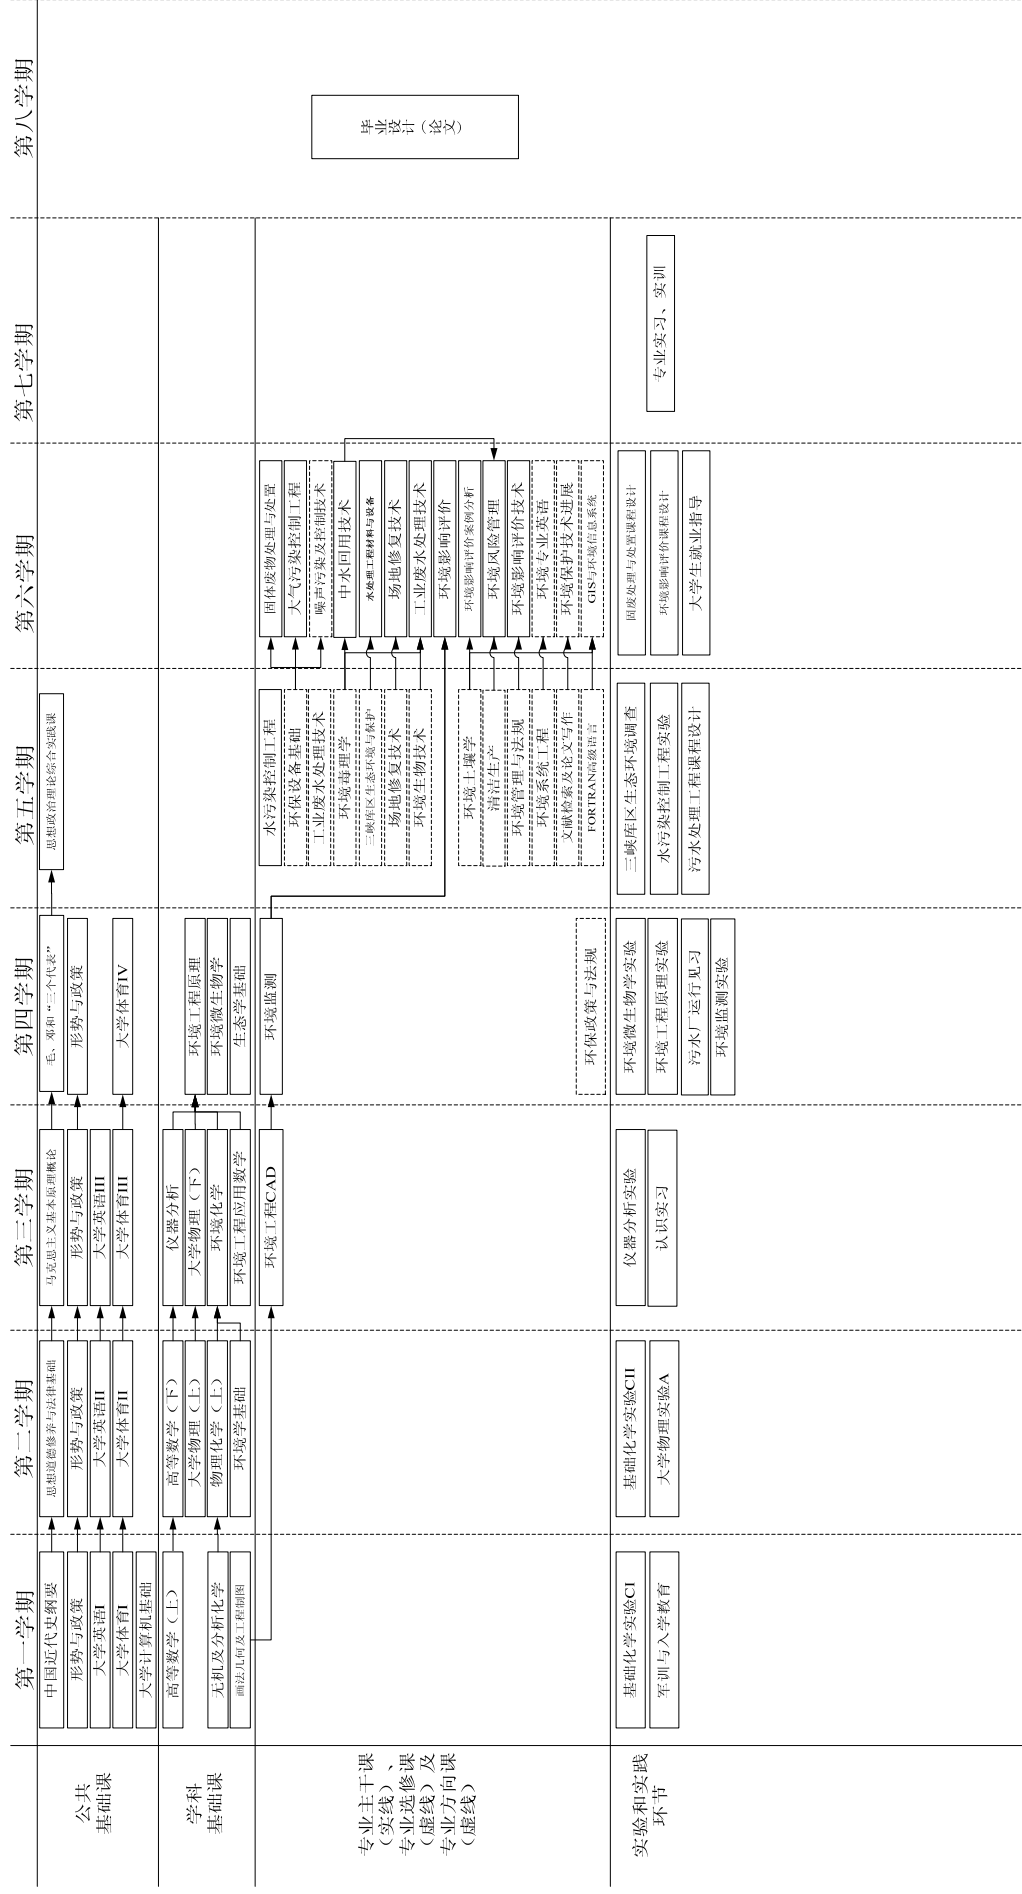 第一学期
第二学期
第三学期
第四学期
第五学期
第六学期
第七学期
第八学期
公共
基础课
中国近代史纲要
思想道德修养与法律基础
马克思主义基本原理概论
毛、邓和“三个代表”
思想政治理论综合实践课
形势与政策
形势与政策
形势与政策
形势与政策
大学英语I
大学英语II
大学英语III
大学体育I
大学体育II
大学体育III
大学体育IV
大学计算机基础
学科
基础课
高等数学（上）
高等数学（下）
仪器分析
大学物理（上）
大学物理（下）
环境工程原理
无机及分析化学
物理化学（上）
环境化学
环境微生物学
画法几何及工程制图
环境学基础
环境工程应用数学
生态学基础
专业主干课
（实线）、
专业选修课
（虚线）及
专业方向课
（虚线）
环境工程CAD
环境监测
环保政策与法规
水污染控制工程
环保设备基础
工业废水处理技术
环境毒理学
三峡库区生态环境与保护
场地修复技术
环境生物技术
环境土壤学
清洁生产
环境管理与法规
环境系统工程
文献检索及论文写作
FORTRAN高级语言
固体废物处理与处置
大气污染控制工程
噪声污染及控制技术
中水回用技术
水处理工程材料与设备
场地修复技术
工业废水处理技术
环境影响评价
环境影响评价案例分析
环境风险管理
环境影响评价技术
环境专业英语
环境保护技术进展
GIS与环境信息系统
毕业
设计（论
文）
实验和实践
环节
基础化学实验CI
基础化学实验CII
仪器分析实验
环境微生物学实验
三峡库区生态环境调查
固废处理与处置课程设计
专业实习、实训
军训与入学教育
大学物理实验A
认识实习
环境工程原理实验
水污染控制工程实验
环境影响评价课程设计
污水厂运行见习
污水处理工程课程设计
大学生就业指导
环境监测实验